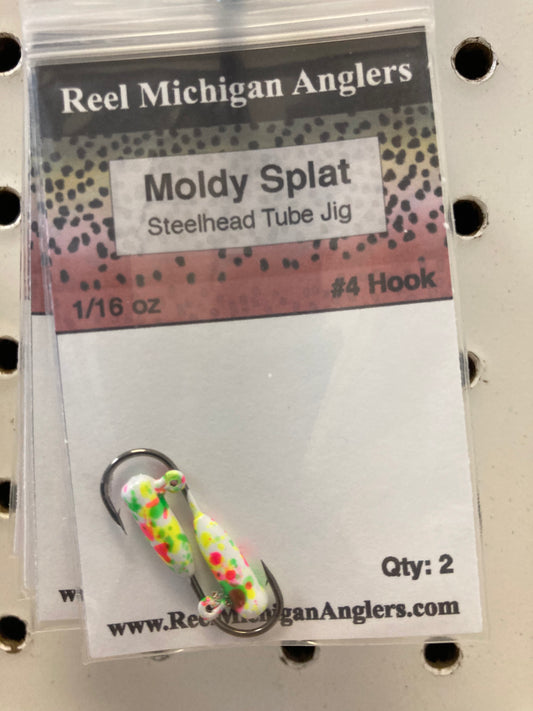 Reel Michigan Anglers
Moldy Splat
Steelhead Tube Jig
1/16 oz
#4 Hook
Qty: 2
www.ReelMichiganAnglers.com
w